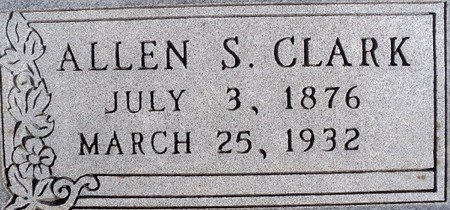 ALLEN S. CLARK
JULY 3, 1876
MARCH 25, 1932